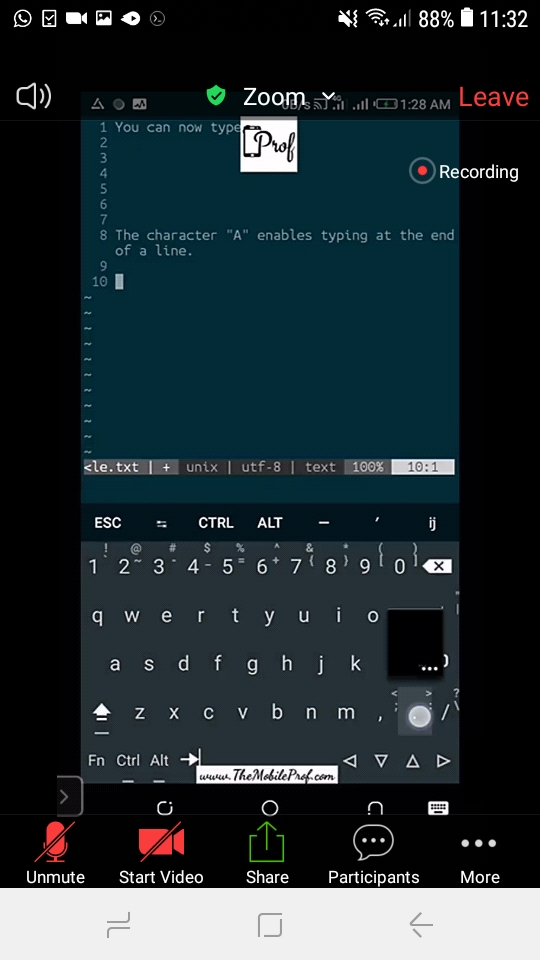 88% 11:32
Zoom
B/s 4G 1:28 AM
Leave
1 You can now type
Prof
2
3
Recording
4
5
6
7
8 The character "A" enables typing at the end
of a line.
9
10
~
~
~
~
~
~
~
~
~
~
~
<le.txt | + unix | utf-8 | text 100% 10:1
ESC CTRL ALT – ′ ij
! @ # $ % ^ & * ( )
1 ` 2 ~ 3 - 4 _ 5 = 6 + 7 { 8 } 9 [ 0 ]
q w e r t y u i o
a s d f g h j k
< > ?
z x c v b n m , /
Fn Ctrl Alt
www.TheMobileProf.com
Unmute Start Video Share Participants More